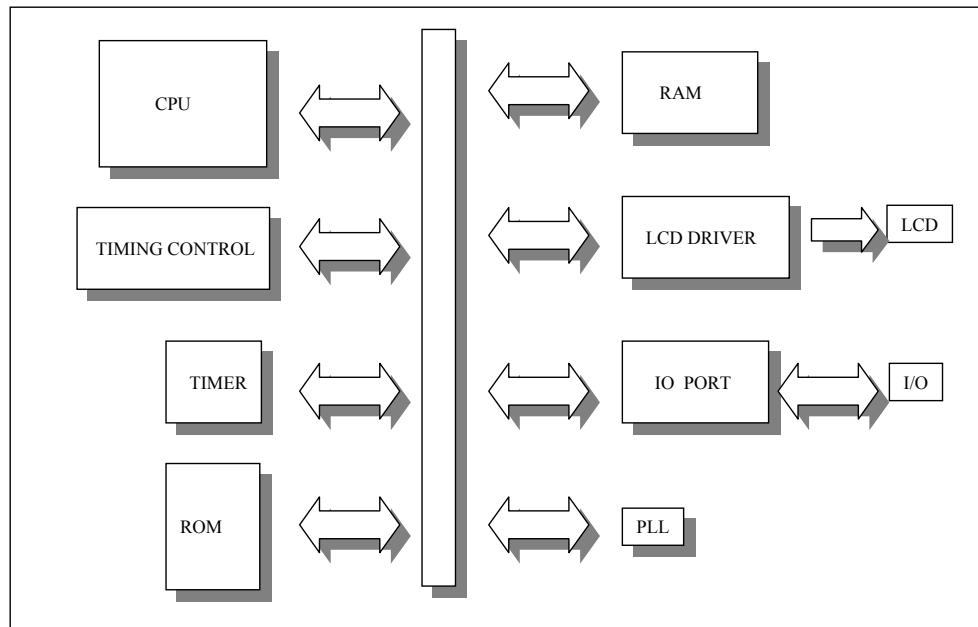 CPU
RAM
TIMING CONTROL
LCD DRIVER
LCD
TIMER
IO PORT
I/O
ROM
PLL